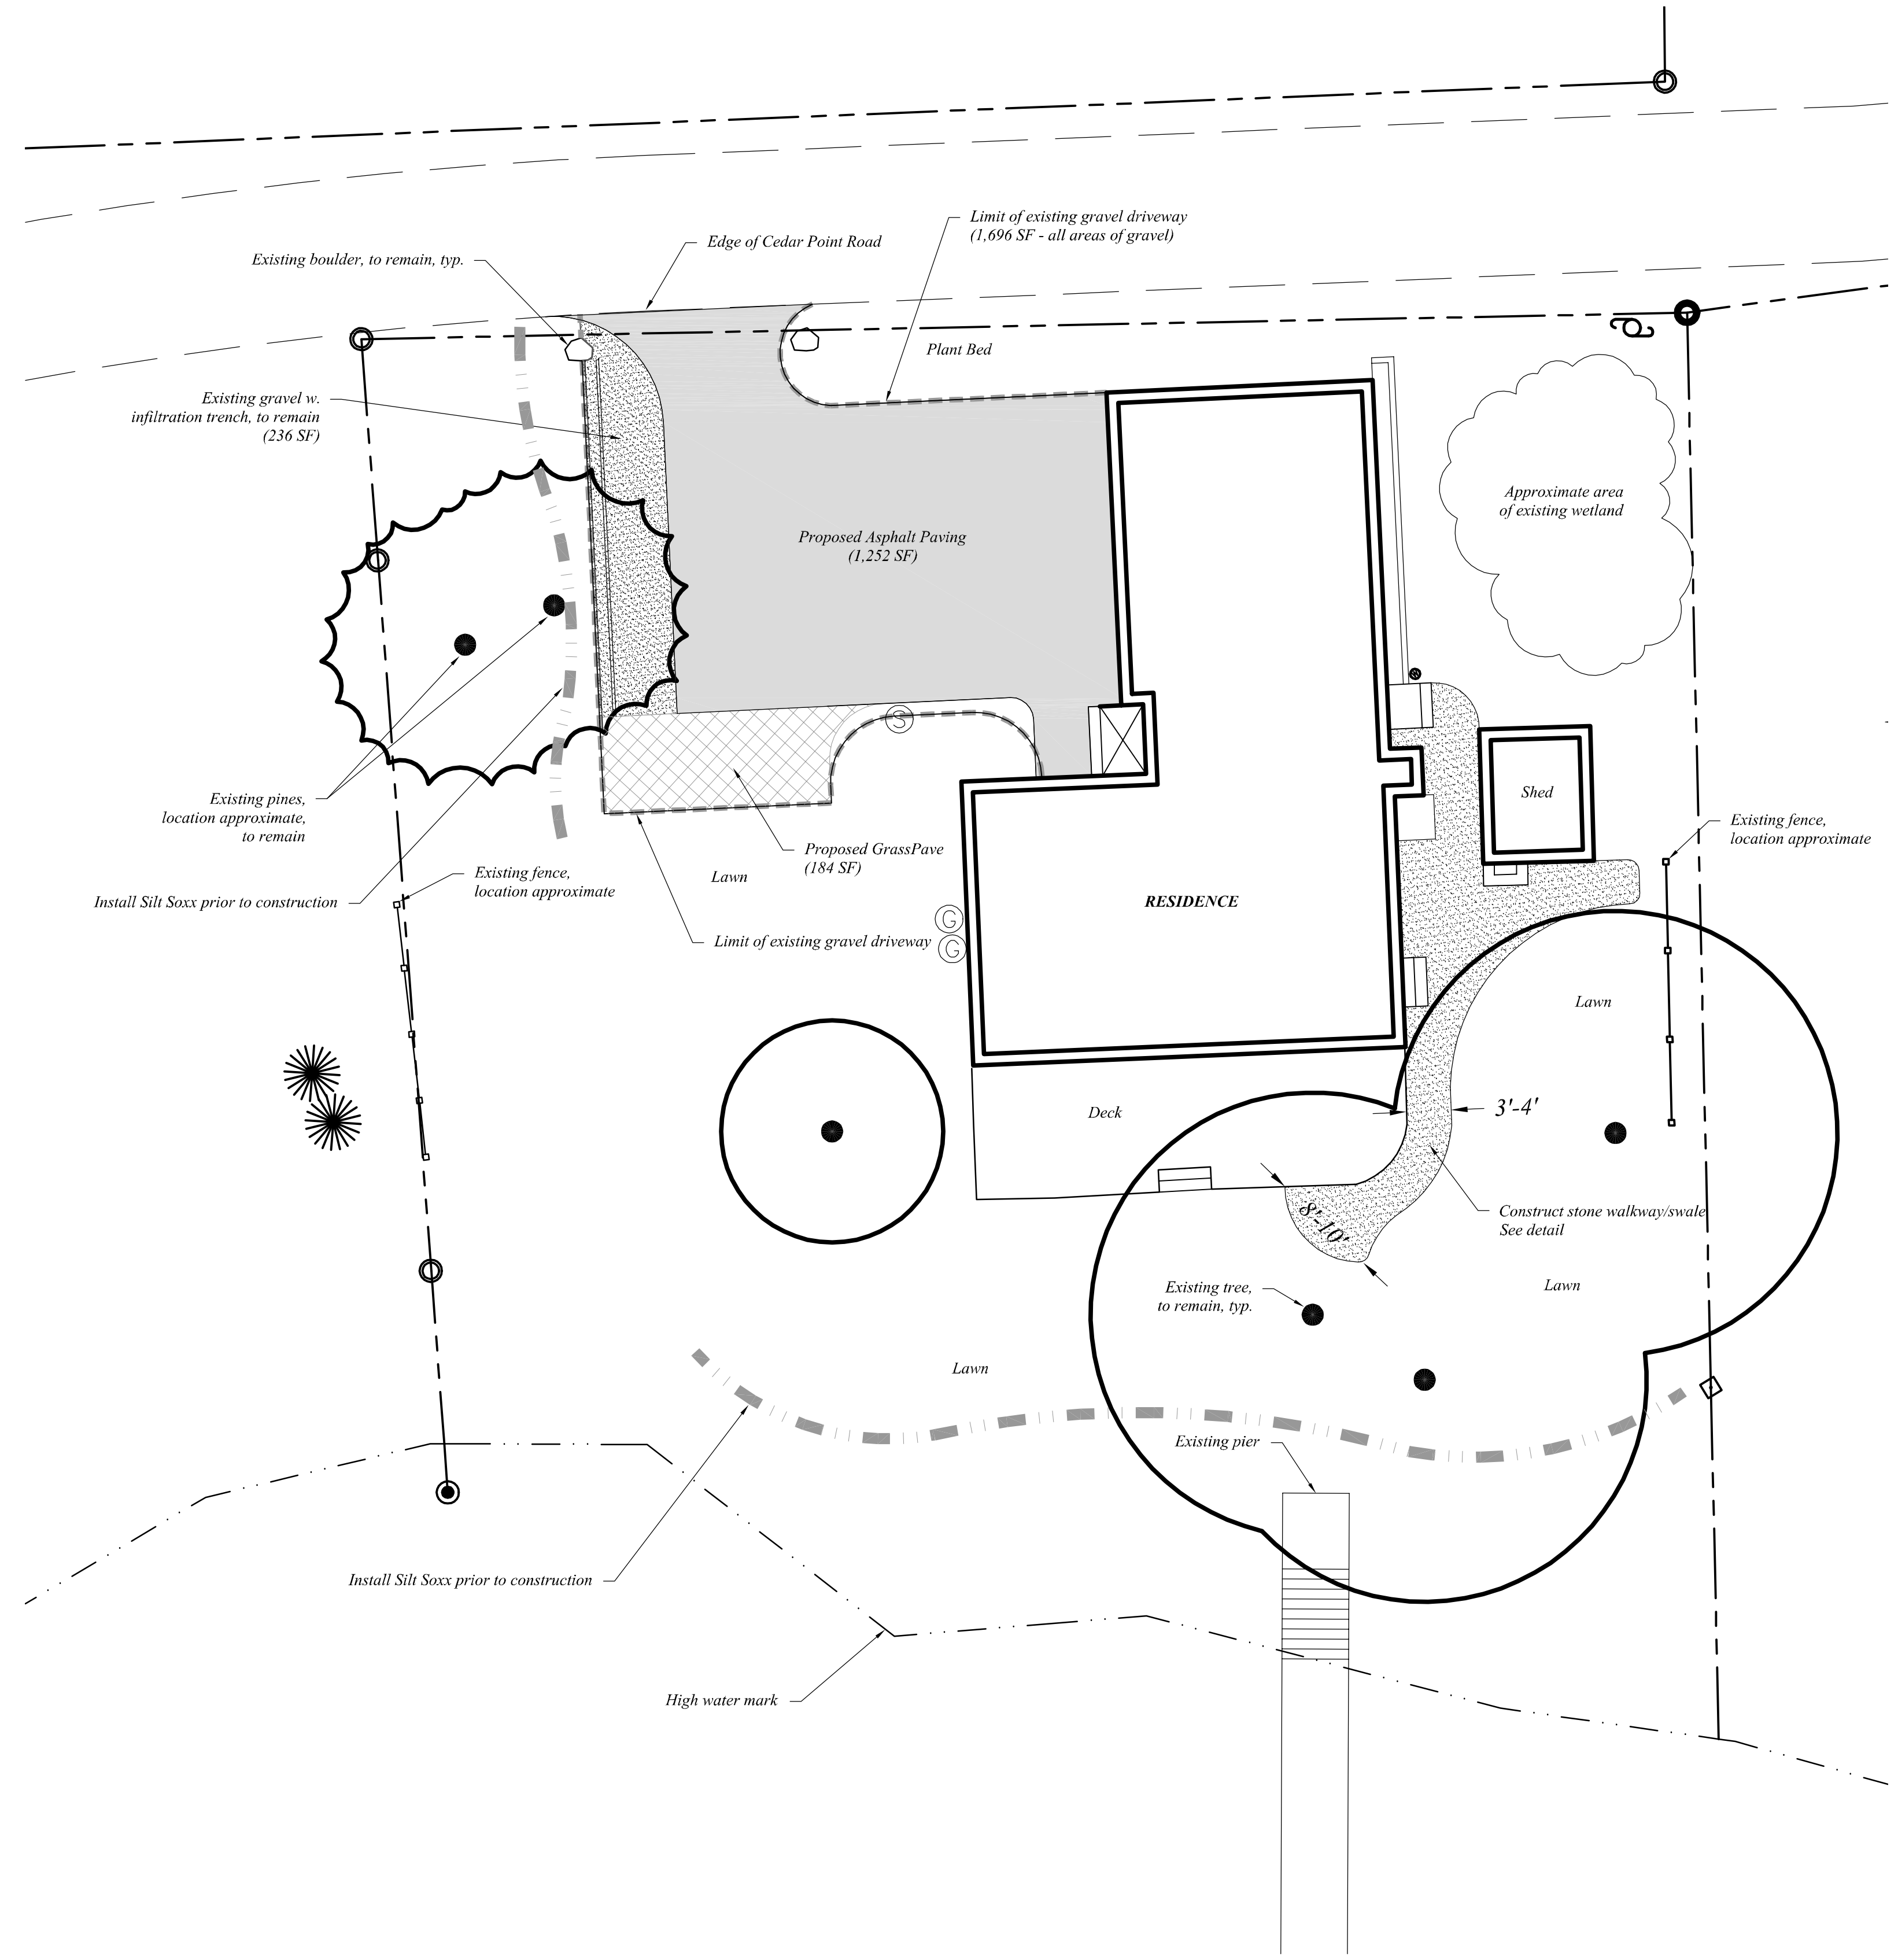 Limit of existing gravel driveway
(1,696 SF - all areas of gravel)
Edge of Cedar Point Road
Existing boulder, to remain, typ.
Plant Bed
Existing gravel w.
infiltration trench, to remain
(236 SF)
Approximate area
of existing wetland
Proposed Asphalt Paving
(1,252 SF)
S
Shed
Existing pines,
location approximate,
to remain
Existing fence,
location approximate
Proposed GrassPave
(184 SF)
Existing fence,
location approximate
Lawn
Install Silt Soxx prior to construction
RESIDENCE
G
Limit of existing gravel driveway
G
Lawn
Deck
3'-4'
Construct stone walkway/swale
See detail
8'-10'
Existing tree,
to remain, typ.
Lawn
Lawn
Existing pier
Install Silt Soxx prior to construction
High water mark